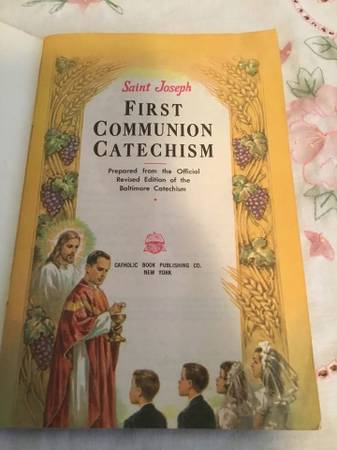 Saint Joseph
FIRST
COMMUNION
CATECHISM
Prepared from the Official
Revised Edition of the
Baltimore Catechism
CATHOLIC BOOK PUBLISHING CO.
NEW YORK